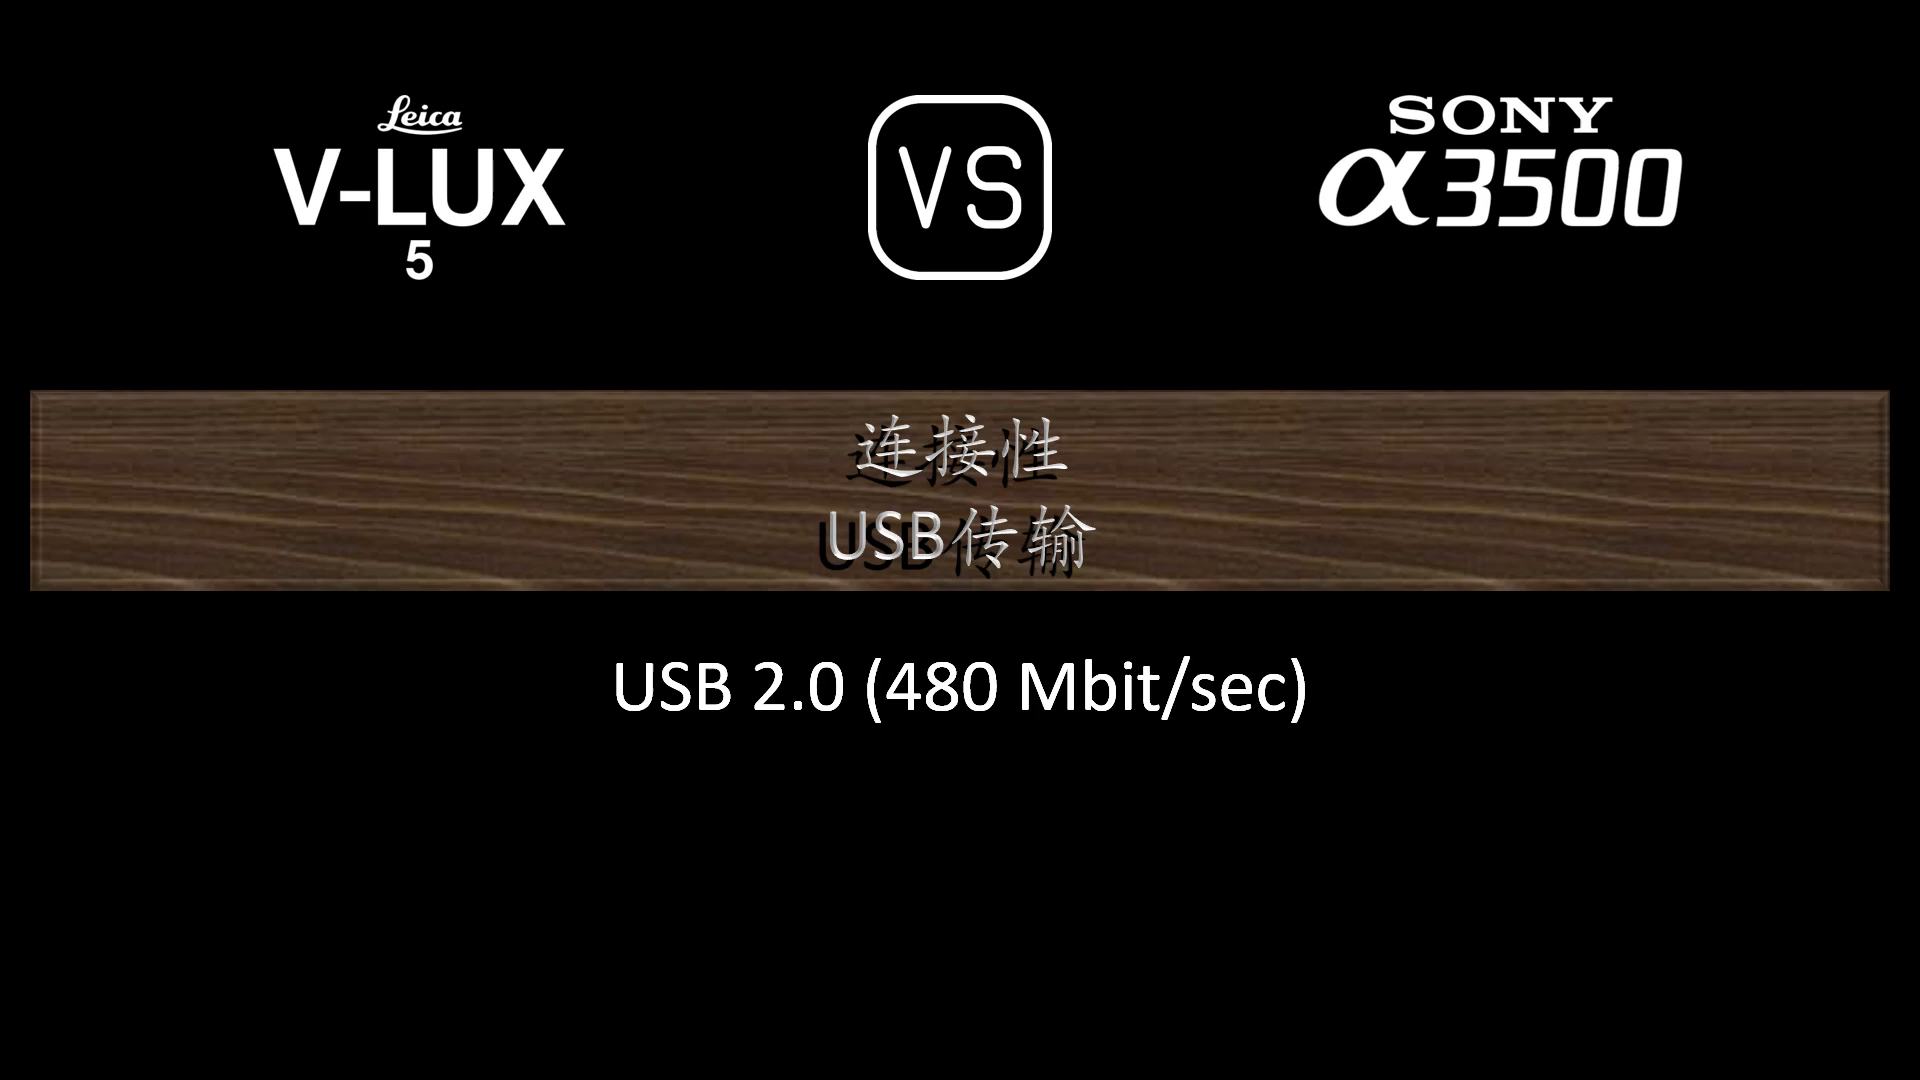 Leica
V-LUX
5
VS
SONY
α3500
连接性
USB传输
USB 2.0 (480 Mbit/sec)